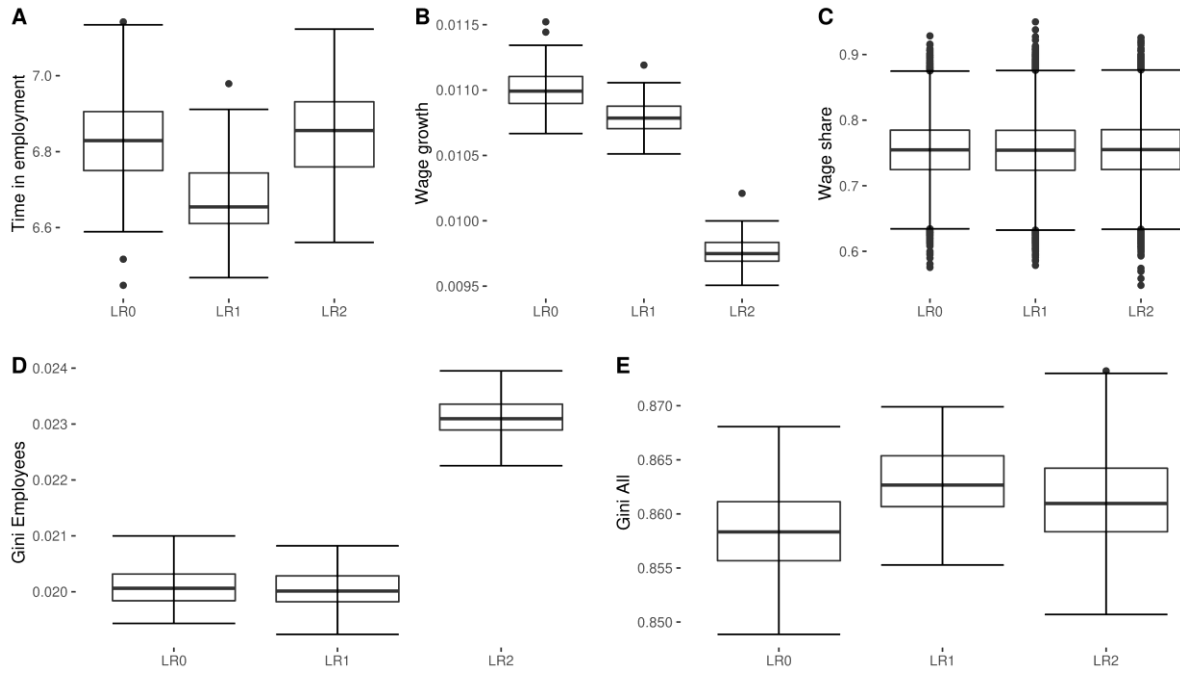 A
Time in employment
7.0
6.8
6.6
LR0 LR1 LR2
B
Wage growth
0.0115
0.0110
0.0105
0.0100
0.0095
LR0 LR1 LR2
C
Wage share
0.9
0.8
0.7
0.6
LR0 LR1 LR2
D
Gini Employees
0.024
0.023
0.022
0.021
0.020
LR0 LR1 LR2
E
Gini All
0.870
0.865
0.860
0.855
0.850
LR0 LR1 LR2